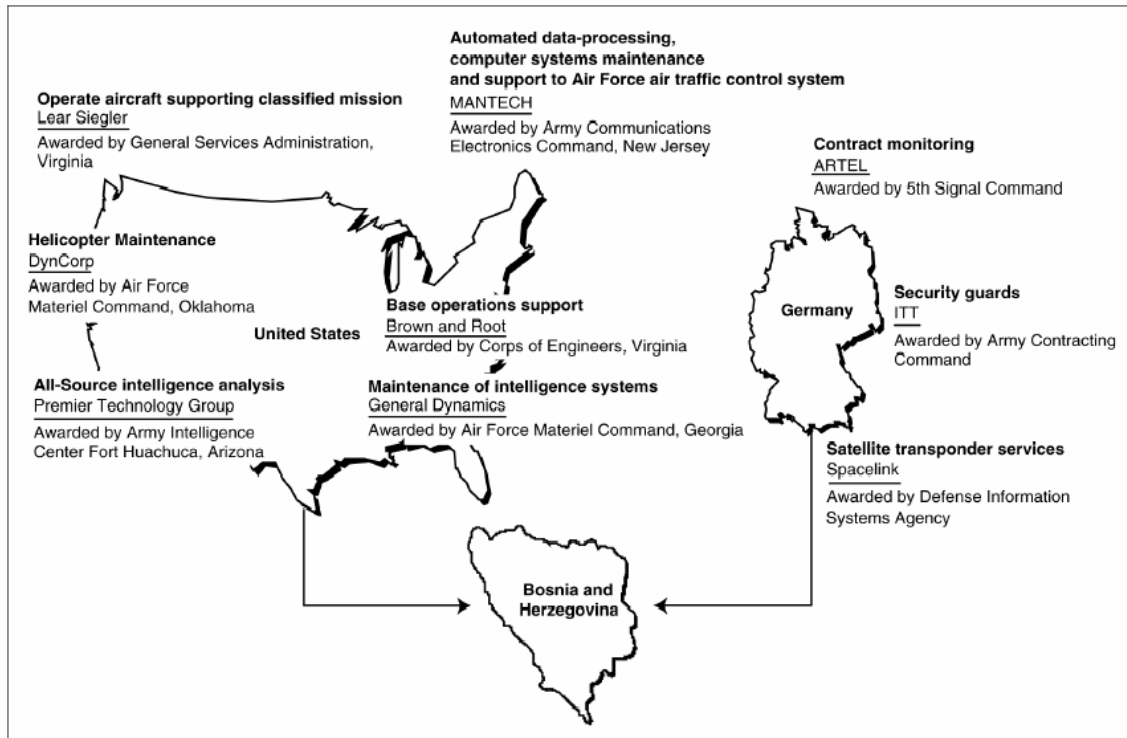 Automated data-processing,
computer systems maintenance
and support to Air Force air traffic control system
MANTECH
Awarded by Army Communications
Electronics Command, New Jersey
Operate aircraft supporting classified mission
Lear Siegler
Awarded by General Services Administration,
Virginia
Contract monitoring
ARTEL
Awarded by 5th Signal Command
Helicopter Maintenance
DynCorp
Awarded by Air Force
Materiel Command, Oklahoma
United States
Base operations support
Brown and Root
Awarded by Corps of Engineers, Virginia
Germany
Security guards
ITT
Awarded by Army Contracting
Command
All-Source intelligence analysis
Premier Technology Group
Awarded by Army Intelligence
Center Fort Huachuca, Arizona
Maintenance of intelligence systems
General Dynamics
Awarded by Air Force Materiel Command, Georgia
Satellite transponder services
Spacelink
Awarded by Defense Information
Systems Agency
Bosnia and
Herzegovina